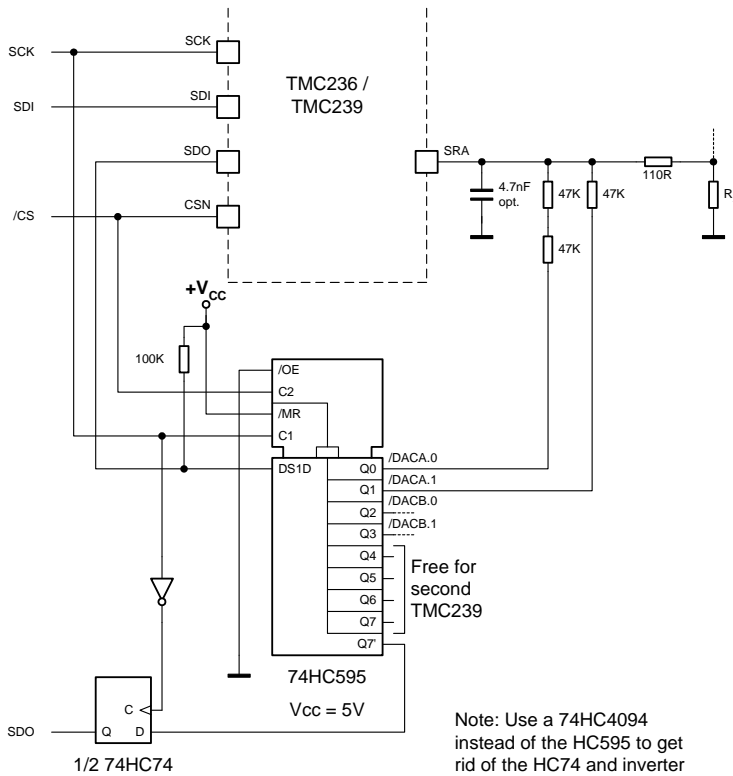 SCK
SCK
TMC236 /
TMC239
SDI
SDI
SDO
SRA
110R
4.7nF
opt.
47K
47K
R
/CS
CSN
47K
+VCC
100K
/OE
C2
/MR
C1
DS1D
Q0
/DACA.0
Q1
/DACA.1
Q2
/DACB.0
Q3
/DACB.1
Q4
Q5
Q6
Q7
Free for
second
TMC239
Q7'
74HC595
Vcc = 5V
C
SDO
Q
D
1/2 74HC74
Note: Use a 74HC4094
instead of the HC595 to get
rid of the HC74 and inverter